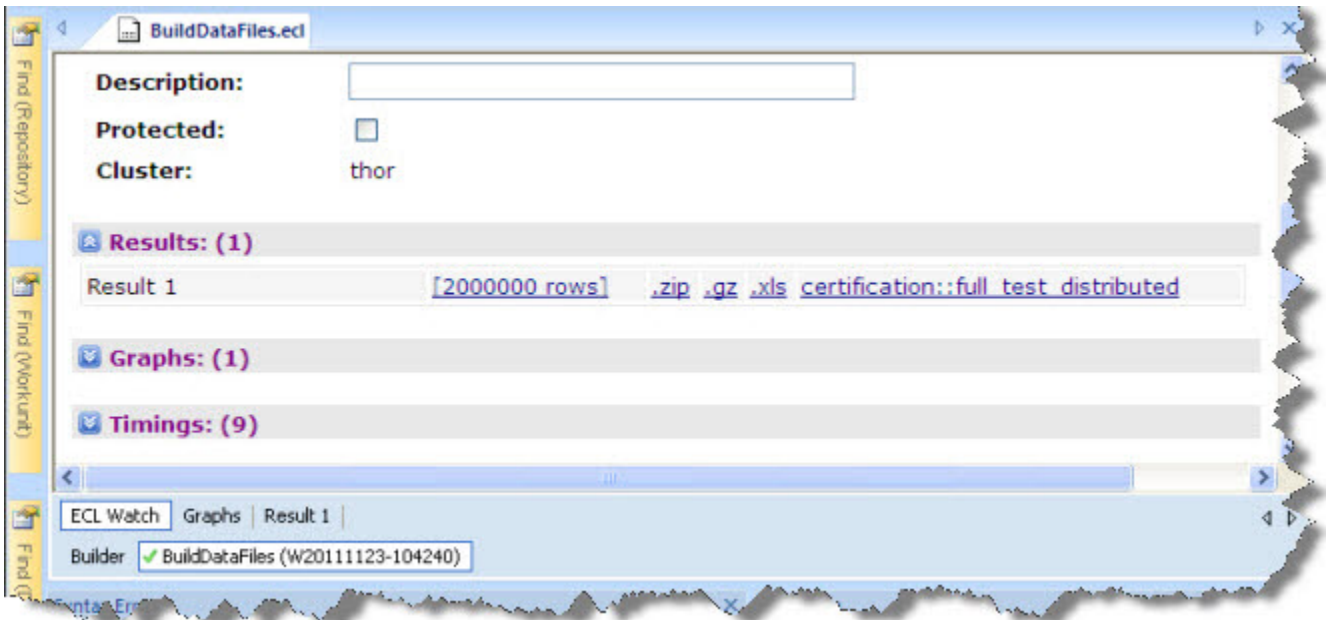 BuildDataFiles.ecl
Find (Repository)
Find (Workunit)
Find
Description:
Protected:
Cluster: thor
Results: (1)
Result 1 [2000000 rows] .zip .gz .xls certification::full_test_distributed
Graphs: (1)
Timings: (9)
ECL Watch Graphs Result 1
Builder BuildDataFiles (W20111123-104240)